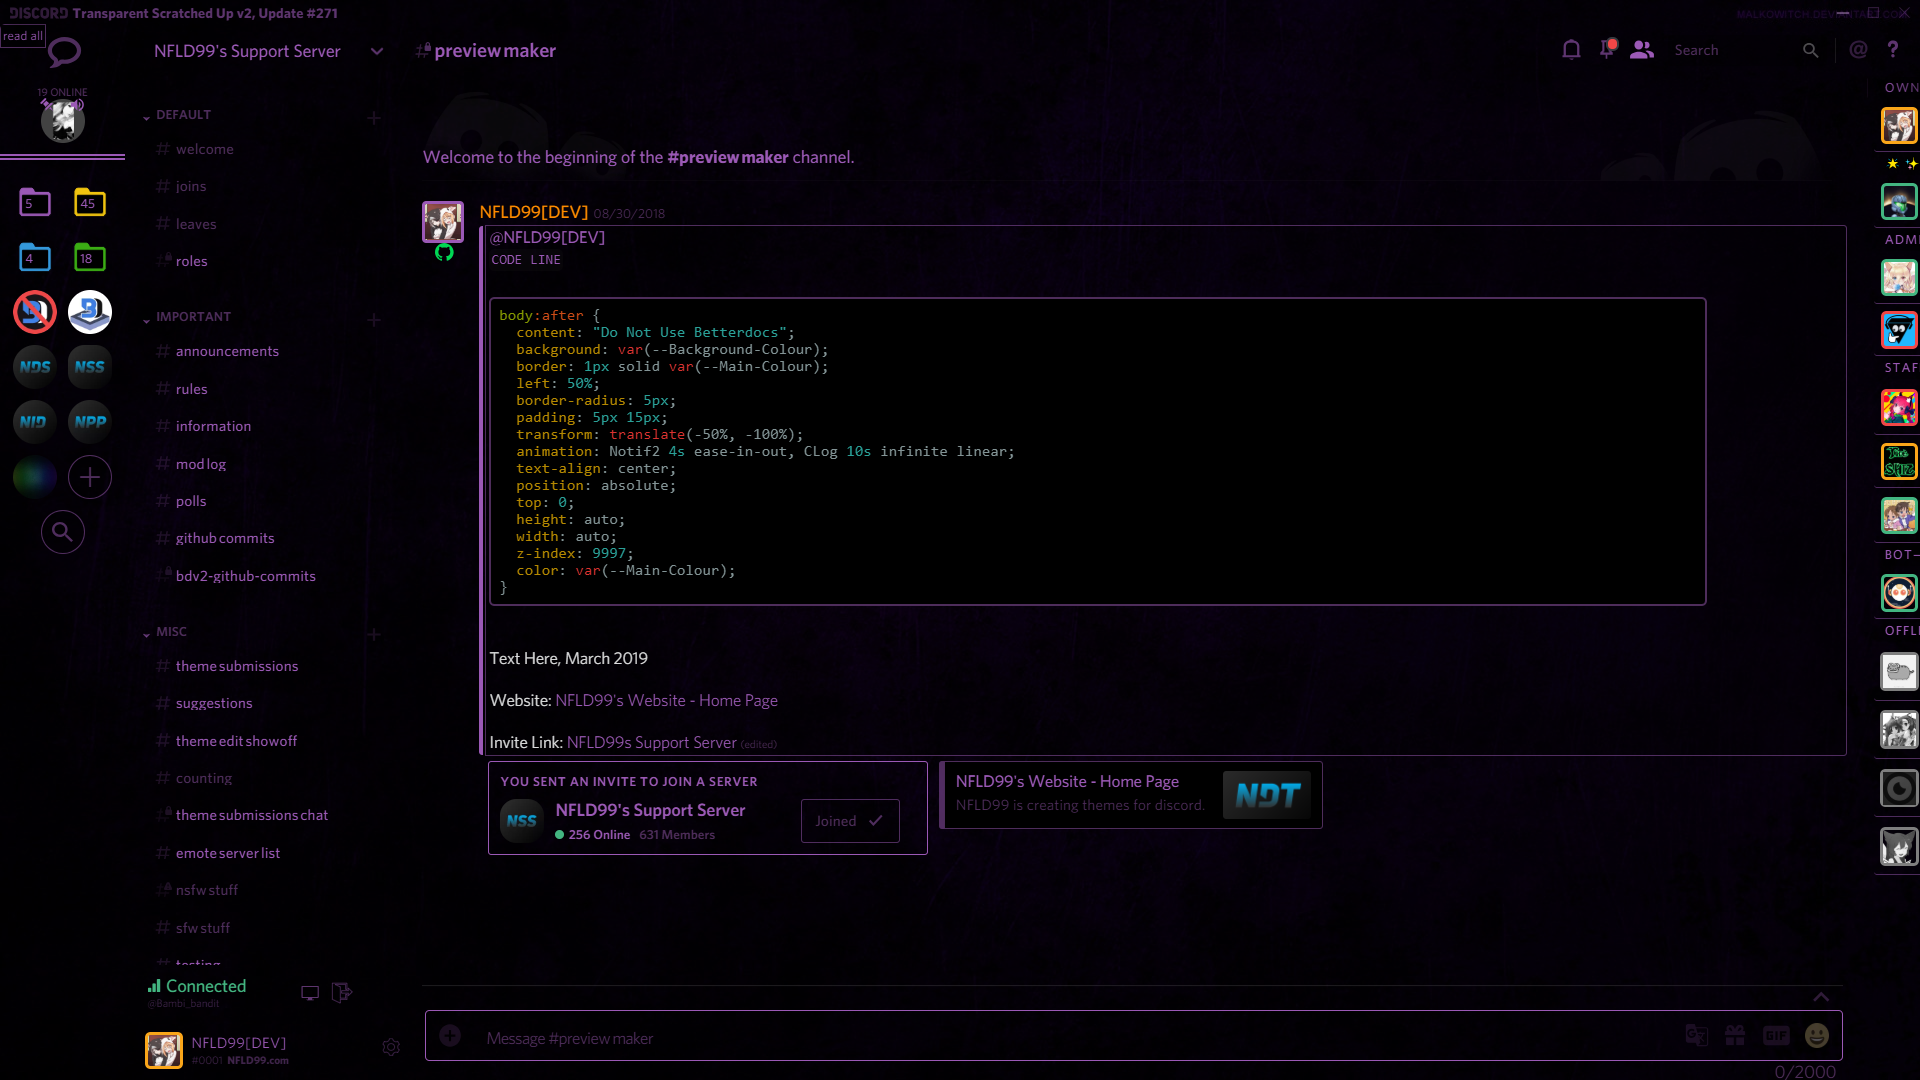 DISCORD Transparent Scratched Up v2, Update #271
read all
NFLD99's Support Server
#preview maker
Search
@
?
19 ONLINE
5
45
4
18
NDS
NSS
NID
NPP
DEFAULT
welcome
joins
leaves
roles
IMPORTANT
announcements
rules
information
mod log
polls
github commits
bdv2-github-commits
MISC
theme submissions
suggestions
theme edit showoff
counting
theme submissions chat
emote server list
nsfw stuff
sfw stuff
testing
Connected
@Bambi_bandit
NFLD99[DEV]
#0001 NFLD99.com
Welcome to the beginning of the #preview maker channel.
NFLD99[DEV] 08/30/2018
@NFLD99[DEV]
CODE LINE
body:after {
content: "Do Not Use Betterdocs";
background: var(--Background-Colour);
border: 1px solid var(--Main-Colour);
left: 50%;
border-radius: 5px;
padding: 5px 15px;
transform: translate(-50%, -100%);
animation: Notif2 4s ease-in-out, CLog 10s infinite linear;
text-align: center;
position: absolute;
top: 0;
height: auto;
width: auto;
z-index: 9997;
color: var(--Main-Colour);
}
Text Here, March 2019
Website: NFLD99's Website - Home Page
Invite Link: NFLD99s Support Server (edited)
YOU SENT AN INVITE TO JOIN A SERVER
NSS
NFLD99's Support Server
256 Online 631 Members
Joined
NFLD99's Website - Home Page
NFLD99 is creating themes for discord.
NDT
Message #preview maker
GIF
0/2000
OWN
ADMI
STAF
The
SKTZ
BOT—
OFFLI